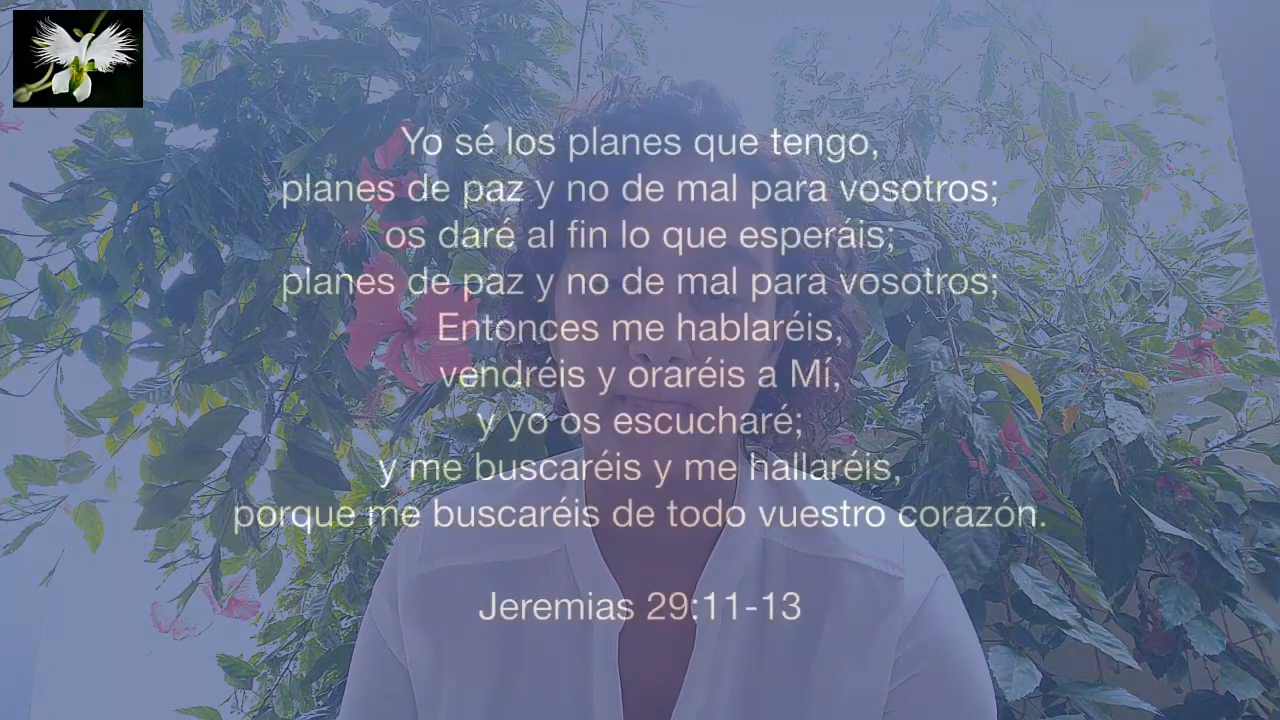 Yo sé los planes que tengo,
planes de paz y no de mal para vosotros;
os daré al fin lo que esperáis;
planes de paz y no de mal para vosotros;
Entonces me hablaréis,
vendréis y oraréis a Mí,
y yo os escucharé;
y me buscaréis y me hallaréis,
porque me buscaréis de todo vuestro corazón.
Jeremias 29:11-13